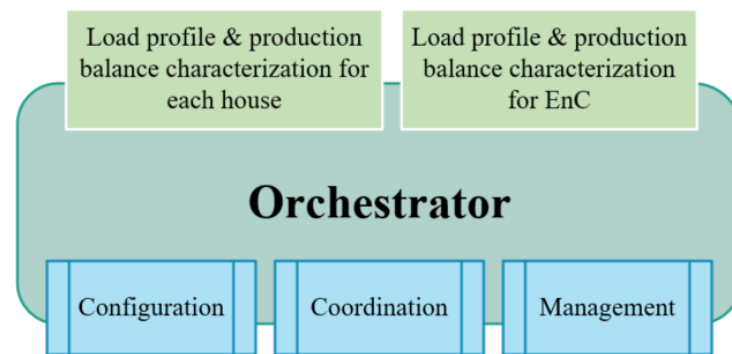 Load profile & production
balance characterization for
each house
Load profile & production
balance characterization
for EnC
Orchestrator
Configuration
Coordination
Management